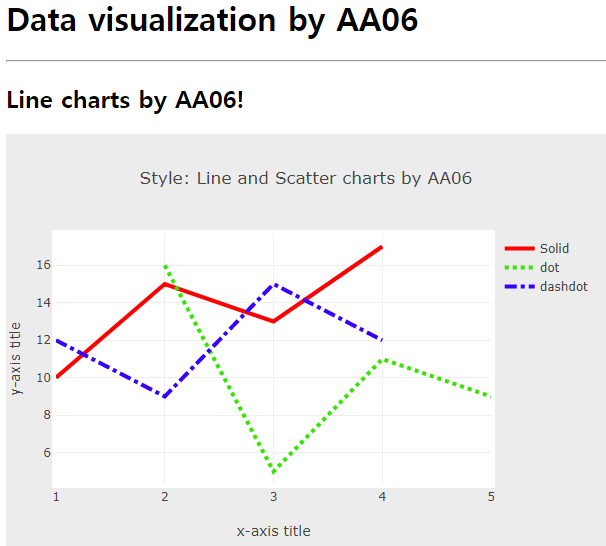 Data visualization by AA06
Line charts by AA06!
Style: Line and Scatter charts by AA06
Solid
dot
dashdot
16
14
12
10
8
6
y-axis title
1 2 3 4 5
x-axis title